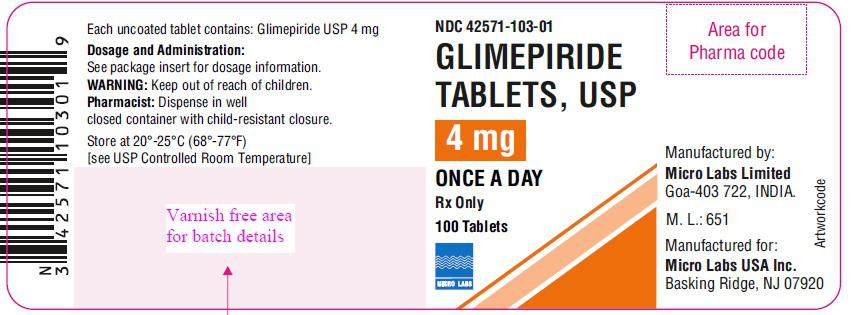 Each uncoated tablet contains: Glimepiride USP 4 mg
Dosage and Administration:
See package insert for dosage information.
WARNING: Keep out of reach of children.
Pharmacist: Dispense in well
closed container with child-resistant closure.
Store at 20°-25°C (68°-77°F)
[see USP Controlled Room Temperature]
Varnish free area
for batch details
N
3 42571 10301 9
NDC 42571-103-01
GLIMEPIRIDE
TABLETS, USP
4 mg
ONCE A DAY
Rx Only
100 Tablets
MICRO LABS
Area for
Pharma code
Manufactured by:
Micro Labs Limited
Goa-403 722, INDIA.
M. L.: 651
Manufactured for:
Micro Labs USA Inc.
Basking Ridge, NJ 07920
Artworkcode